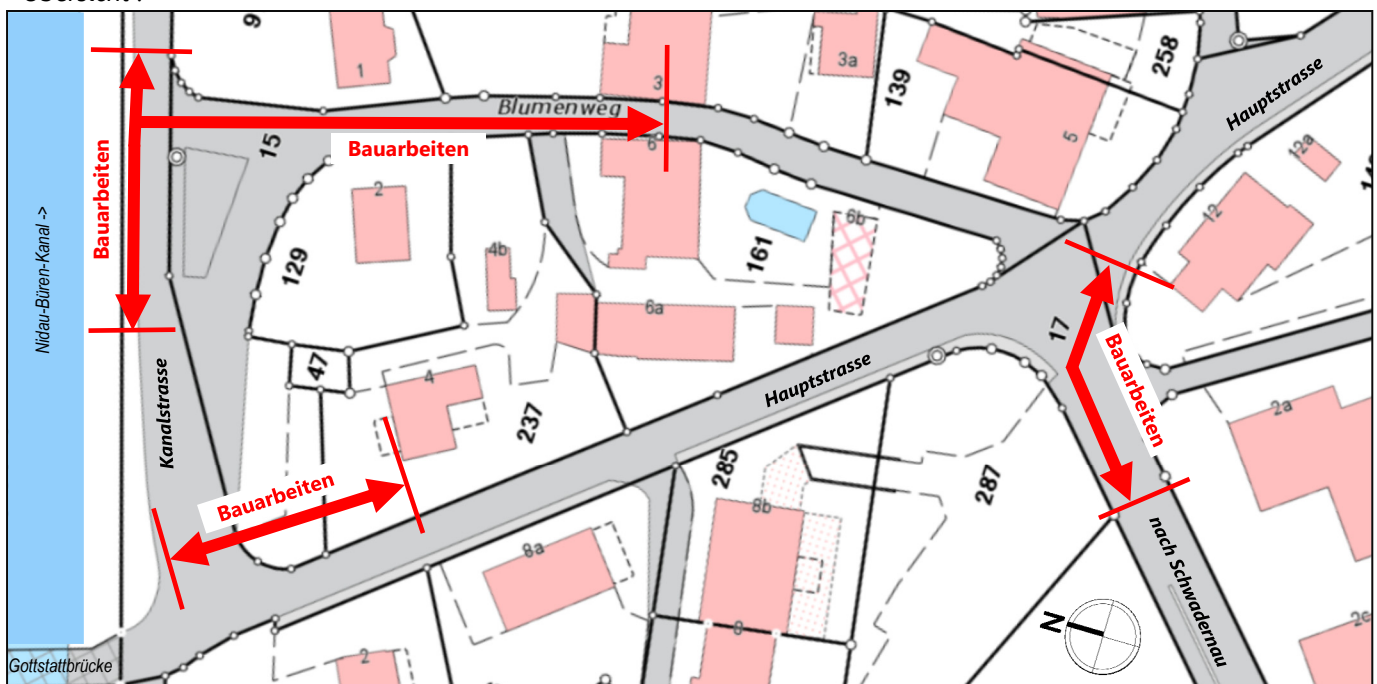 9
1
3
3a
139
258
Hauptstrasse
Blumenweg
5
12a
15
Bauarbeiten
6
Bauarbeiten
2
12
Nidau-Büren-Kanal ->
129
4b
161
6b
6a
17
47
4
Kanalstrasse
Hauptstrasse
Bauarbeiten
237
2a
285
287
Bauarbeiten
8b
nach Schwadernau
8a
N
8
2
Gottstattbrücke